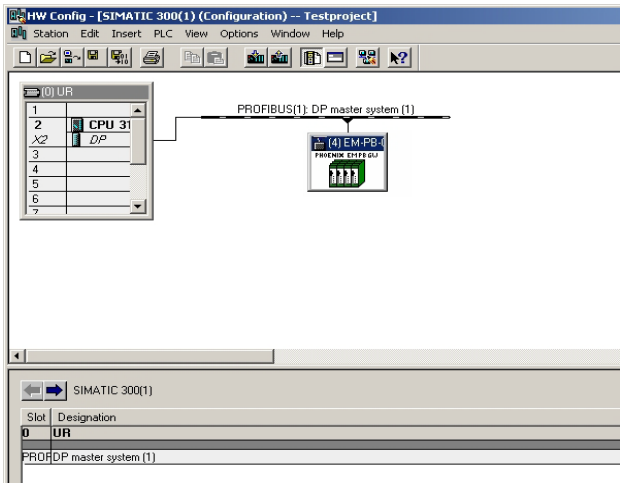 HW Config - [SIMATIC 300(1) (Configuration) -- Testproject]
Station Edit Insert PLC View Options Window Help
(0) UR
1
2 CPU 31
X2 DP
3
4
5
6
7
PROFIBUS(1): DP master system (1)
(4) EM-PB-
PHOENIX EMPBGW
SIMATIC 300(1)
Slot Designation
0 UR
PROF DP master system (1)